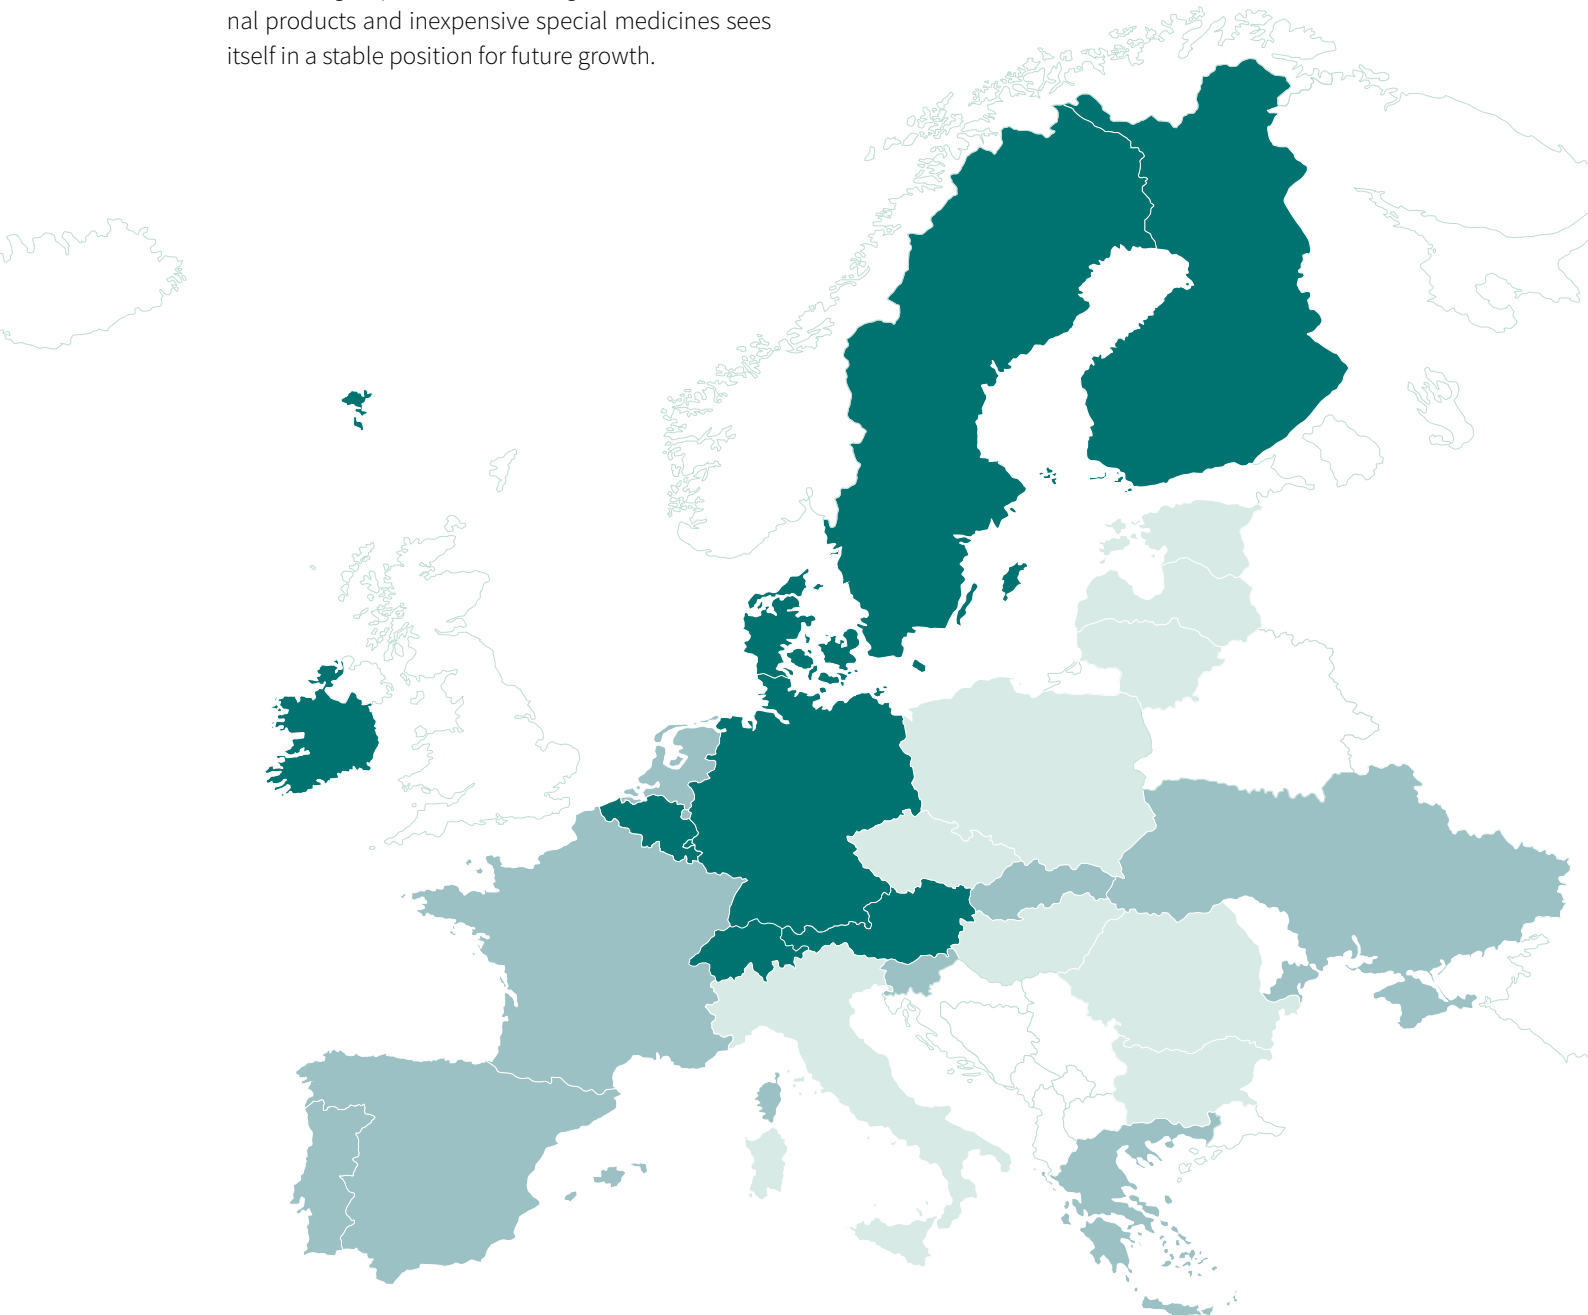 nal products and inexpensive special medicines sees
itself in a stable position for future growth.